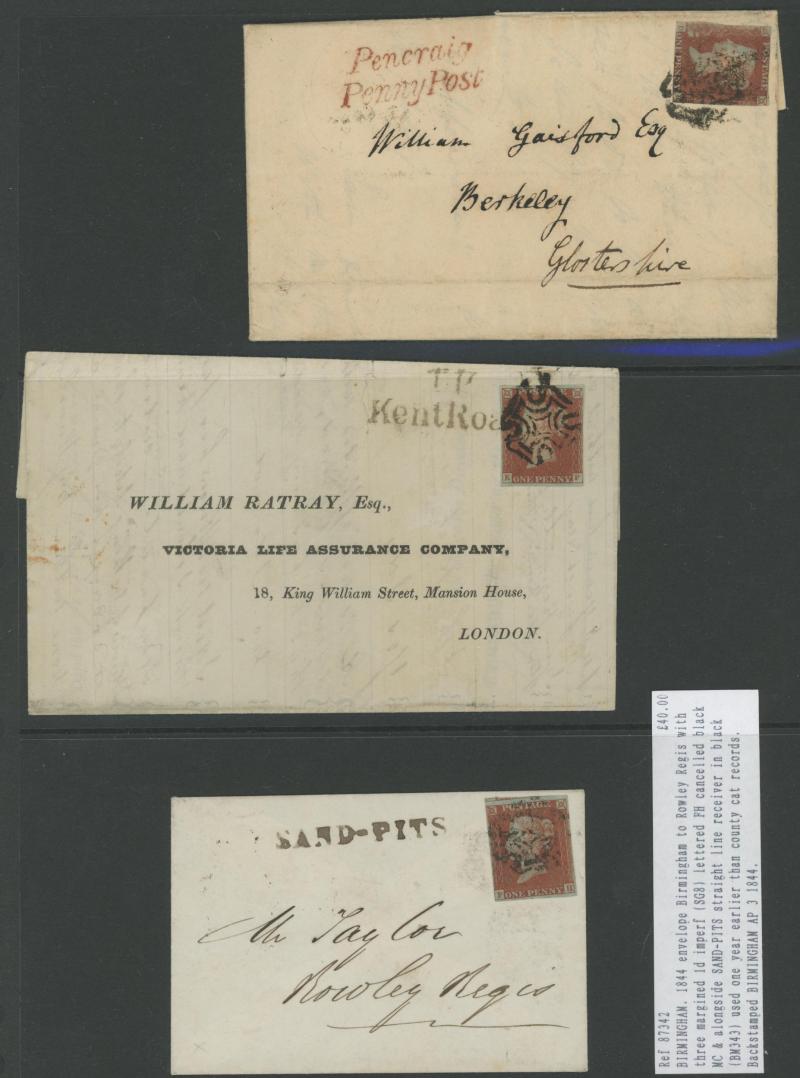 Pencraig
Penny Post
William Gaisford Esq
Berkeley
Glostershire
KentRoa
POSTAGE
ONE PENNY
K F
WILLIAM RATRAY, Esq.,
VICTORIA LIFE ASSURANCE COMPANY,
18, King William Street, Mansion House,
LONDON.
SAND-PITS
POSTAGE
ONE PENNY
F H
Mr Taylor
Rowley Regis
Ref 87342 £40.00
BIRMINGHAM. 1844 envelope Birmingham to Rowley Regis with
three margined 1d imperf (SG8) lettered FH cancelled black
MC & alongside SAND-PITS straight line receiver in black
(BM343) used one year earlier than county cat records.
Backstamped BIRMINGHAM AP 3 1844.